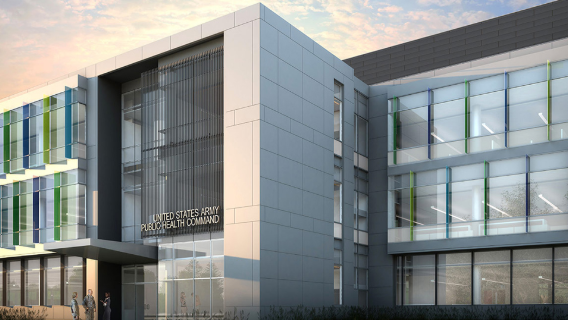 UNITED STATES ARMY
PUBLIC HEALTH COMMAND